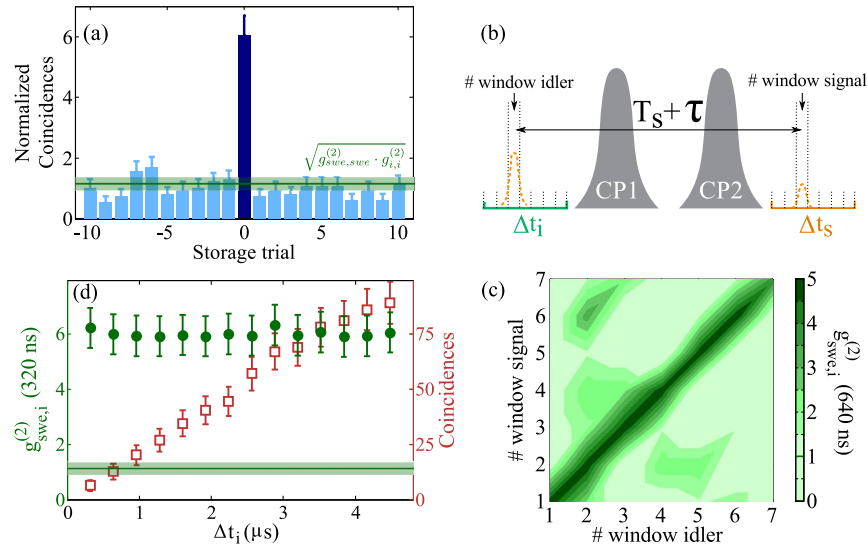 (a)
Normalized
Coincidences
6
4
2
0
√g⁽²⁾swe,swe · g⁽²⁾i,i
-10
-5
0
5
10
Storage trial
(b)
# window idler
# window signal
Ts+ τ
CP1
CP2
Δti
Δts
(d)
g⁽²⁾swe,i (320 ns)
8
6
4
2
0
Coincidences
75
50
25
0
0
1
2
3
4
Δti(μs)
(c)
# window signal
7
6
5
4
3
2
1
1
2
3
4
5
6
7
# window idler
5
4
3
2
1
0
g⁽²⁾swe,i (640 ns)